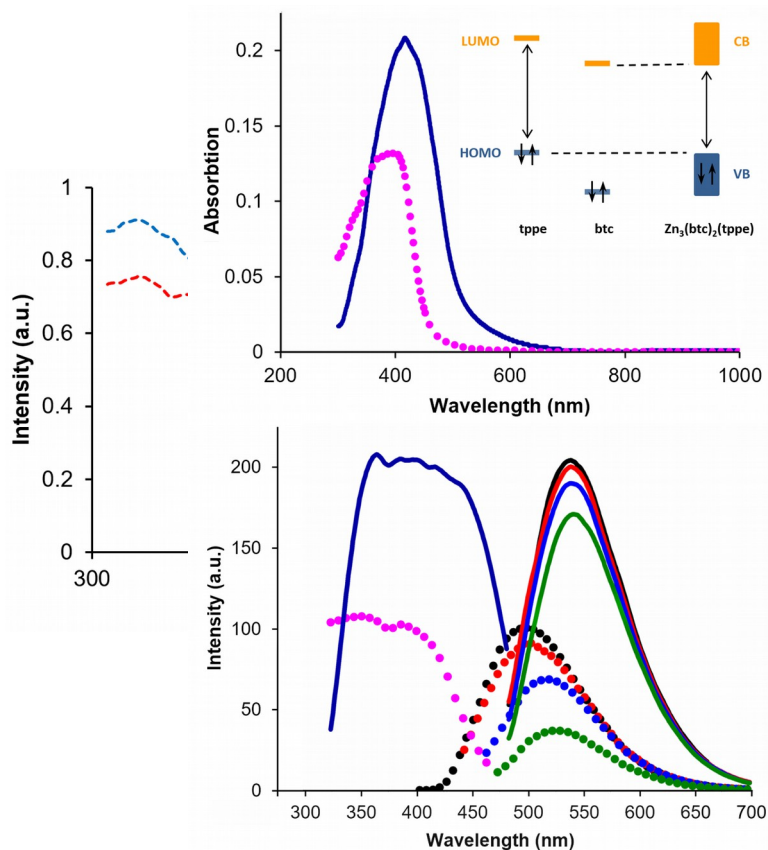 0.2
0.15
0.1
0.05
0
Absorbtion
200
400
600
800
1000
Wavelength (nm)
LUMO
CB
HOMO
VB
tppe
btc
Zn₃(btc)₂(tppe)
1
0.8
0.6
0.4
0.2
0
Intensity (a.u.)
300
200
150
100
50
0
Intensity (a.u.)
300
350
400
450
500
550
600
650
700
Wavelength (nm)